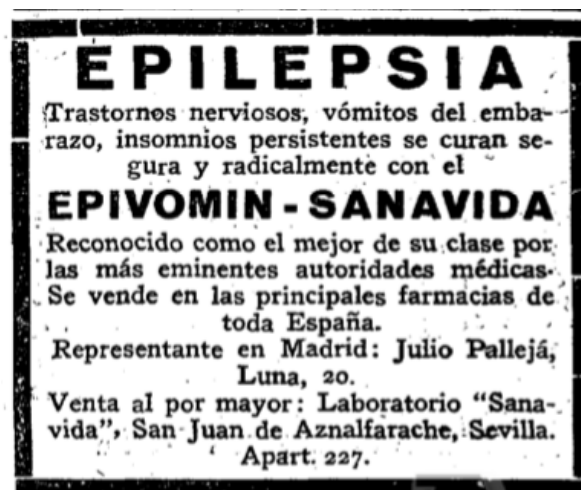 EPILEPSIA
Trastornos nerviosos, vómitos del emba-
razo, insomnios persistentes se curan se-
gura y radicalmente con el
EPIVOMIN - SANAVIDA
Reconocido como el mejor de su clase por
las más eminentes autoridades médicas.
Se vende en las principales farmacias de
toda España.
Representante en Madrid: Julio Pallejá,
Luna, 20.
Venta al por mayor: Laboratorio "Sana-
vida", San Juan de Aznalfarache, Sevilla.
Apart. 227.